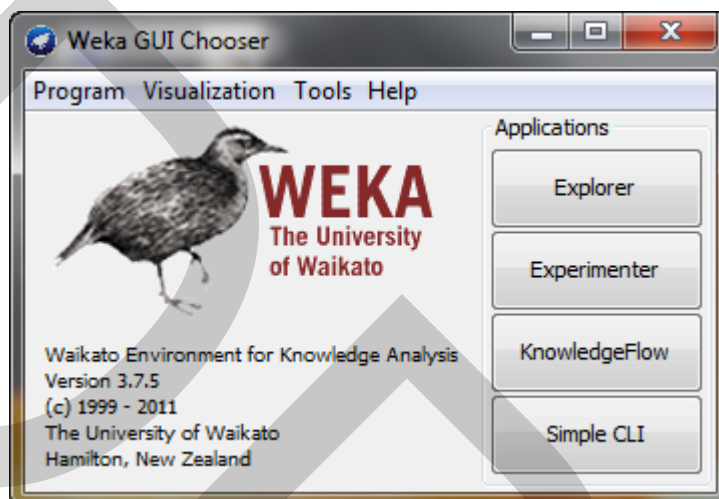 Weka GUI Chooser
Program Visualization Tools Help
WEKA
The University
of Waikato
Waikato Environment for Knowledge Analysis
Version 3.7.5
(c) 1999 - 2011
The University of Waikato
Hamilton, New Zealand
Applications
Explorer
Experimenter
KnowledgeFlow
Simple CLI